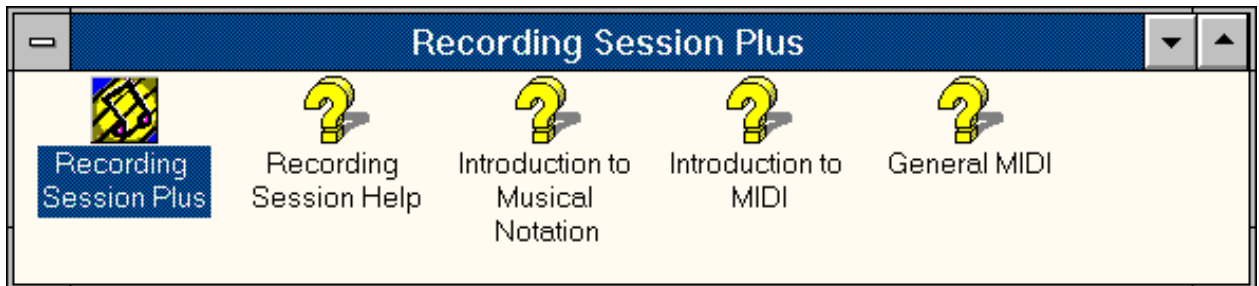 Recording Session Plus
Recording
Session Plus
Recording
Session Help
Introduction to
Musical
Notation
Introduction to
MIDI
General MIDI